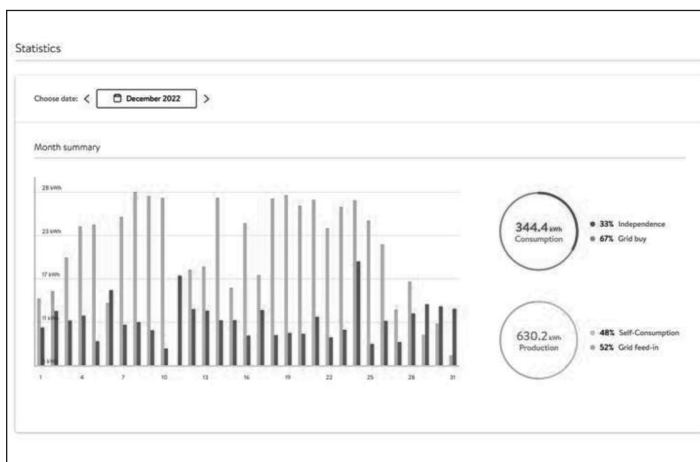 Statistics
Choose date: < December 2022 >
Month summary
28 kWh
23 kWh
17 kWh
11 kWh
1 4 7 10 13 16 19 22 25 28 31
344.4 kWh
Consumption
33% Independence
67% Grid buy
630.2 kWh
Production
48% Self-Consumption
52% Grid feed-in